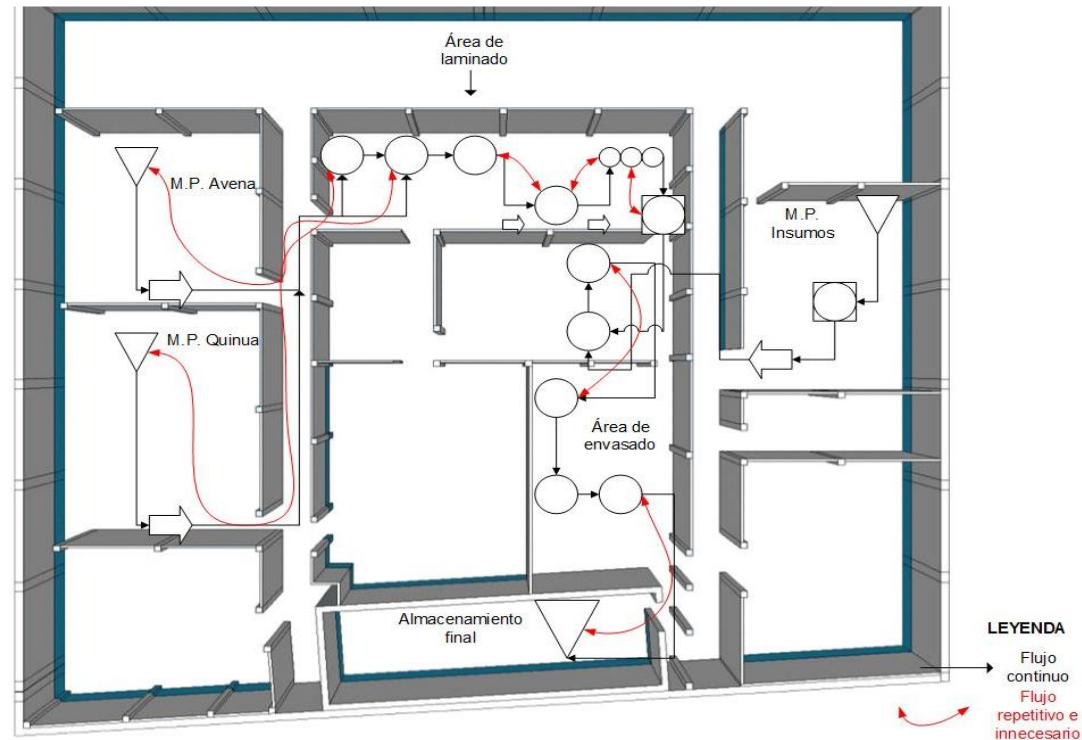 Área de
laminado
M.P. Avena
M.P.
Insumos
M.P. Quinua
Área de
envasado
Almacenamiento
final
LEYENDA
Flujo
continuo
Flujo
repetitivo e
innecesario